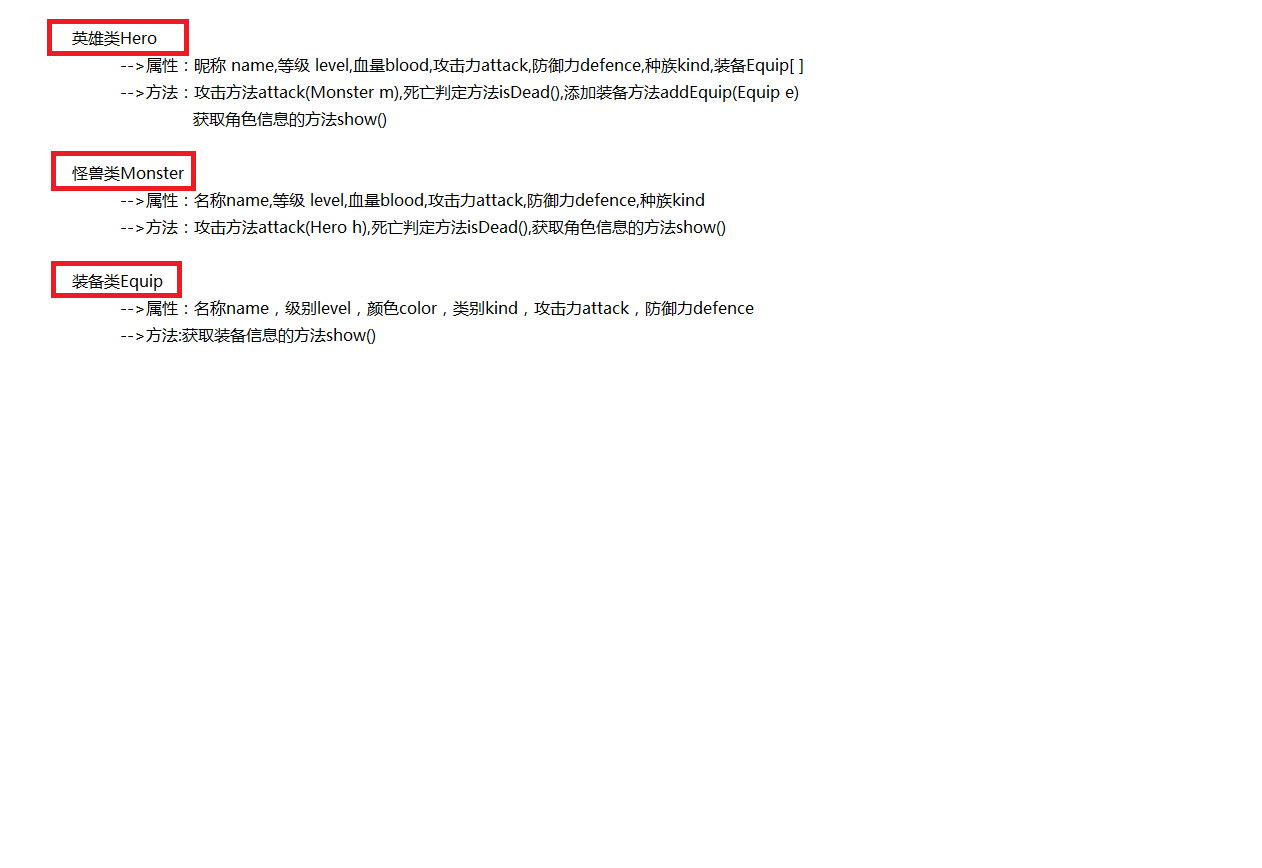 英雄类Hero
-->属性：昵称 name,等级 level,血量blood,攻击力attack,防御力defence,种族kind,装备Equip[ ]
-->方法：攻击方法attack(Monster m),死亡判定方法isDead(),添加装备方法addEquip(Equip e)
获取角色信息的方法show()
怪兽类Monster
-->属性：名称name,等级 level,血量blood,攻击力attack,防御力defence,种族kind
-->方法：攻击方法attack(Hero h),死亡判定方法isDead(),获取角色信息的方法show()
装备类Equip
-->属性：名称name，级别level，颜色color，类别kind，攻击力attack，防御力defence
-->方法:获取装备信息的方法show()